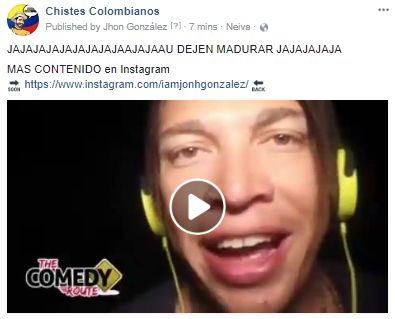 Chistes Colombianos
Published by Jhon González [?] · 7 mins · Neiva ·
JAJAJAJAJAJAJAJAJAAJAJAAU DEJEN MADURAR JAJAJAJAJA
MAS CONTENIDO en Instagram
SOON https://www.instagram.com/iamjonhgonzalez/ BACK
THE
COMEDY
ROUTE